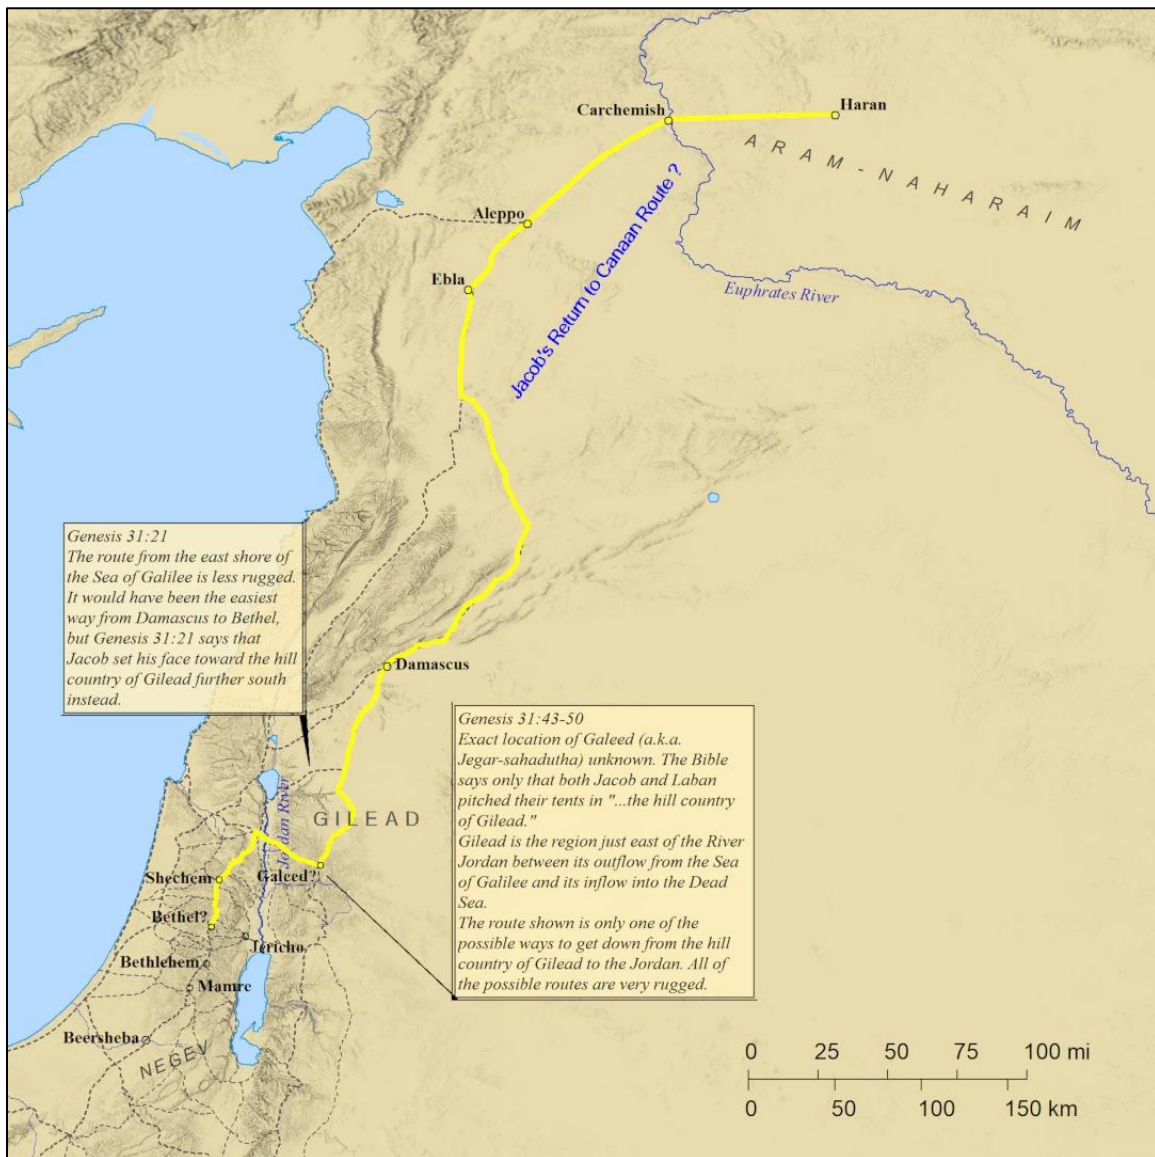 Carchemish
Haran
ARAM-NAHARAIM
Aleppo
Jacob's Return to Canaan Route ?
Ebla
Euphrates River
Genesis 31:21
The route from the east shore of
the Sea of Galilee is less rugged.
It would have been the easiest
way from Damascus to Bethel,
but Genesis 31:21 says that
Jacob set his face toward the hill
country of Gilead further south
instead.
Damascus
Genesis 31:43-50
Exact location of Galeed (a.k.a.
Jegar-sahadutha) unknown. The Bible
says only that both Jacob and Laban
pitched their tents in "...the hill country
of Gilead."
Gilead is the region just east of the River
Jordan between its outflow from the Sea
of Galilee and its inflow into the Dead
Sea.
The route shown is only one of the
possible ways to get down from the hill
country of Gilead to the Jordan. All of
the possible routes are very rugged.
Jordan River
GILEAD
Galeed?
Shechem
Bethel?
Jericho
Bethlehem
Mamre
Beersheba
NEGEV
0 25 50 75 100 mi
0 50 100 150 km